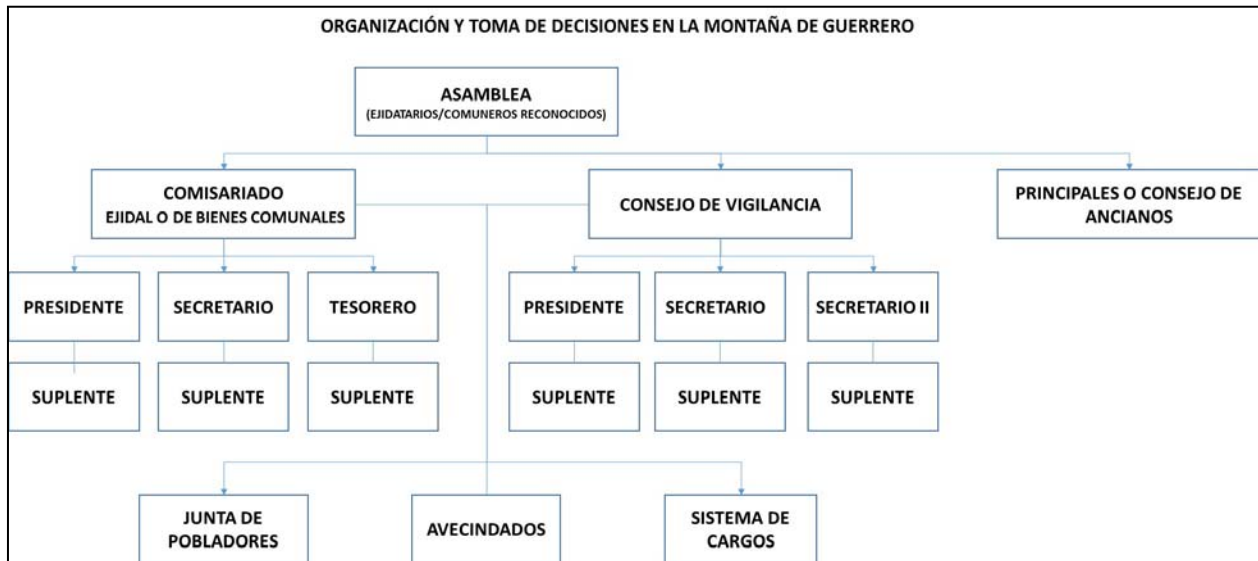 ORGANIZACIÓN Y TOMA DE DECISIONES EN LA MONTAÑA DE GUERRERO
ASAMBLEA
(EJIDATARIOS/COMUNEROS RECONOCIDOS)
COMISARIADO
EJIDAL O DE BIENES COMUNALES
CONSEJO DE VIGILANCIA
PRINCIPALES O CONSEJO DE
ANCIANOS
PRESIDENTE
SECRETARIO
TESORERO
PRESIDENTE
SECRETARIO
SECRETARIO II
SUPLENTE
SUPLENTE
SUPLENTE
SUPLENTE
SUPLENTE
SUPLENTE
JUNTA DE
POBLADORES
AVECINDADOS
SISTEMA DE
CARGOS